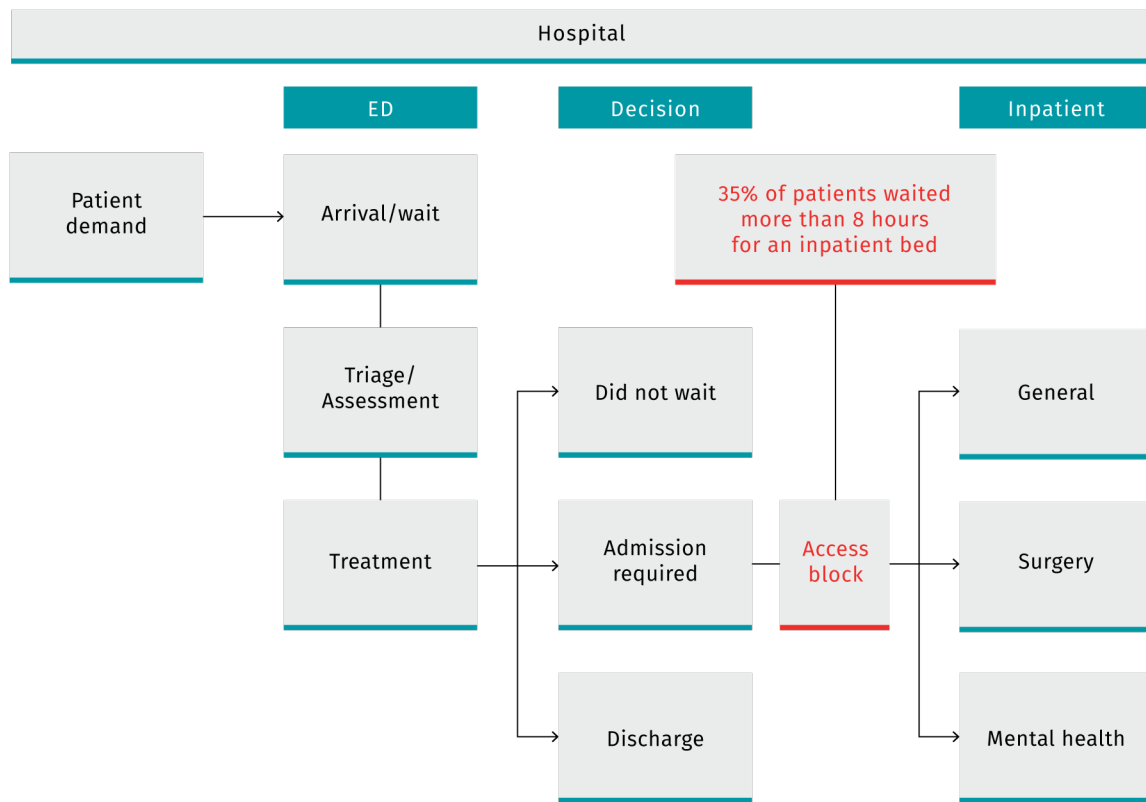 Hospital
ED
Decision
Inpatient
Patient
demand
Arrival/wait
35% of patients waited
more than 8 hours
for an inpatient bed
Triage/
Assessment
Did not wait
General
Treatment
Admission
required
Access
block
Surgery
Discharge
Mental health